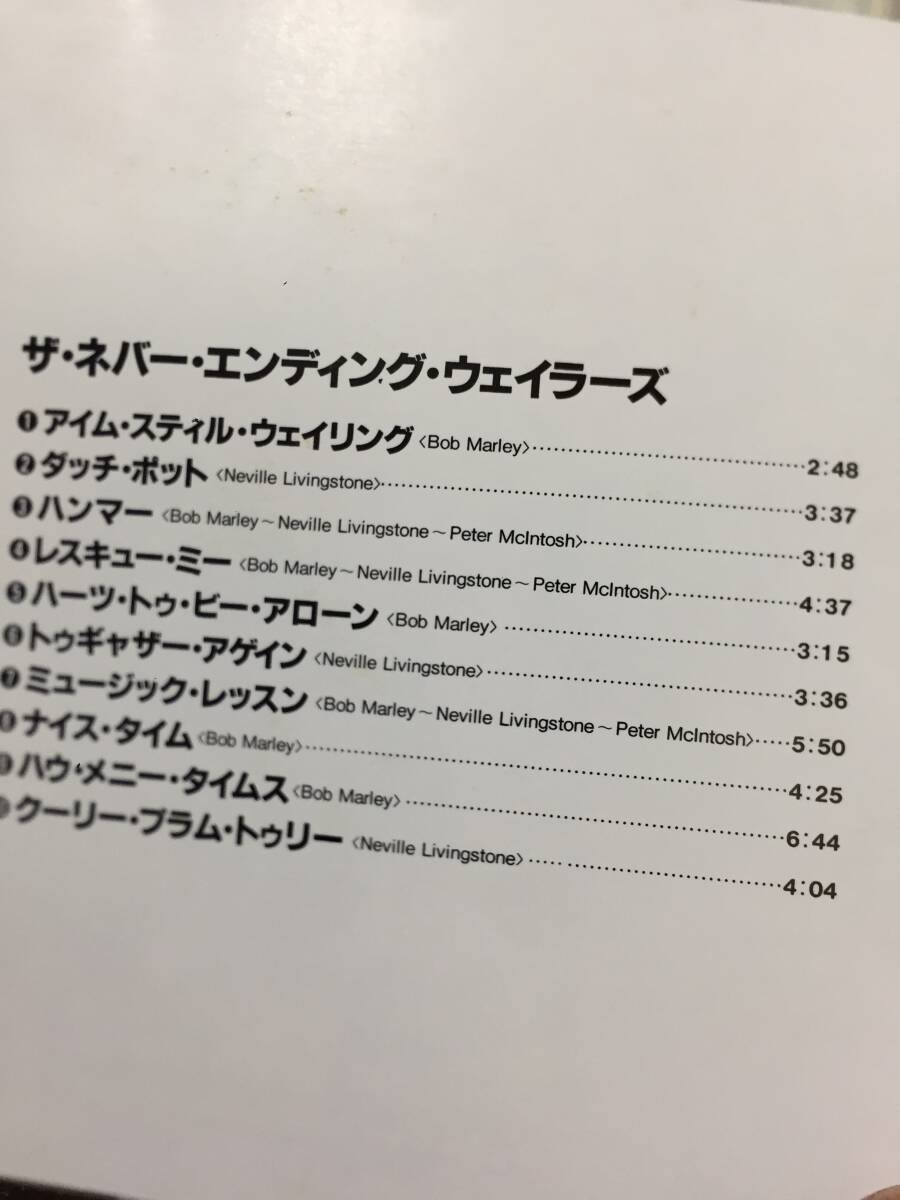 ザ・ネバー・エンディング・ウェイラーズ
❶アイム・スティル・ウェイリング〈Bob Marley〉……………2:48
❷ダッチ・ポット〈Neville Livingstone〉……………3:37
❸ハンマー〈Bob Marley~Neville Livingstone~Peter McIntosh〉……………3:18
❹レスキュー・ミー〈Bob Marley~Neville Livingstone~Peter McIntosh〉……………4:37
❺ハーツ・トゥ・ビー・アローン〈Bob Marley〉……………3:15
❻トゥギャザー・アゲイン〈Neville Livingstone〉……………3:36
❼ミュージック・レッスン〈Bob Marley~Neville Livingstone~Peter McIntosh〉……5:50
ナイス・タイム〈Bob Marley〉……………4:25
ハウ・メニー・タイムス〈Bob Marley〉……………6:44
クーリー・プラム・トゥリー〈Neville Livingstone〉……………4:04